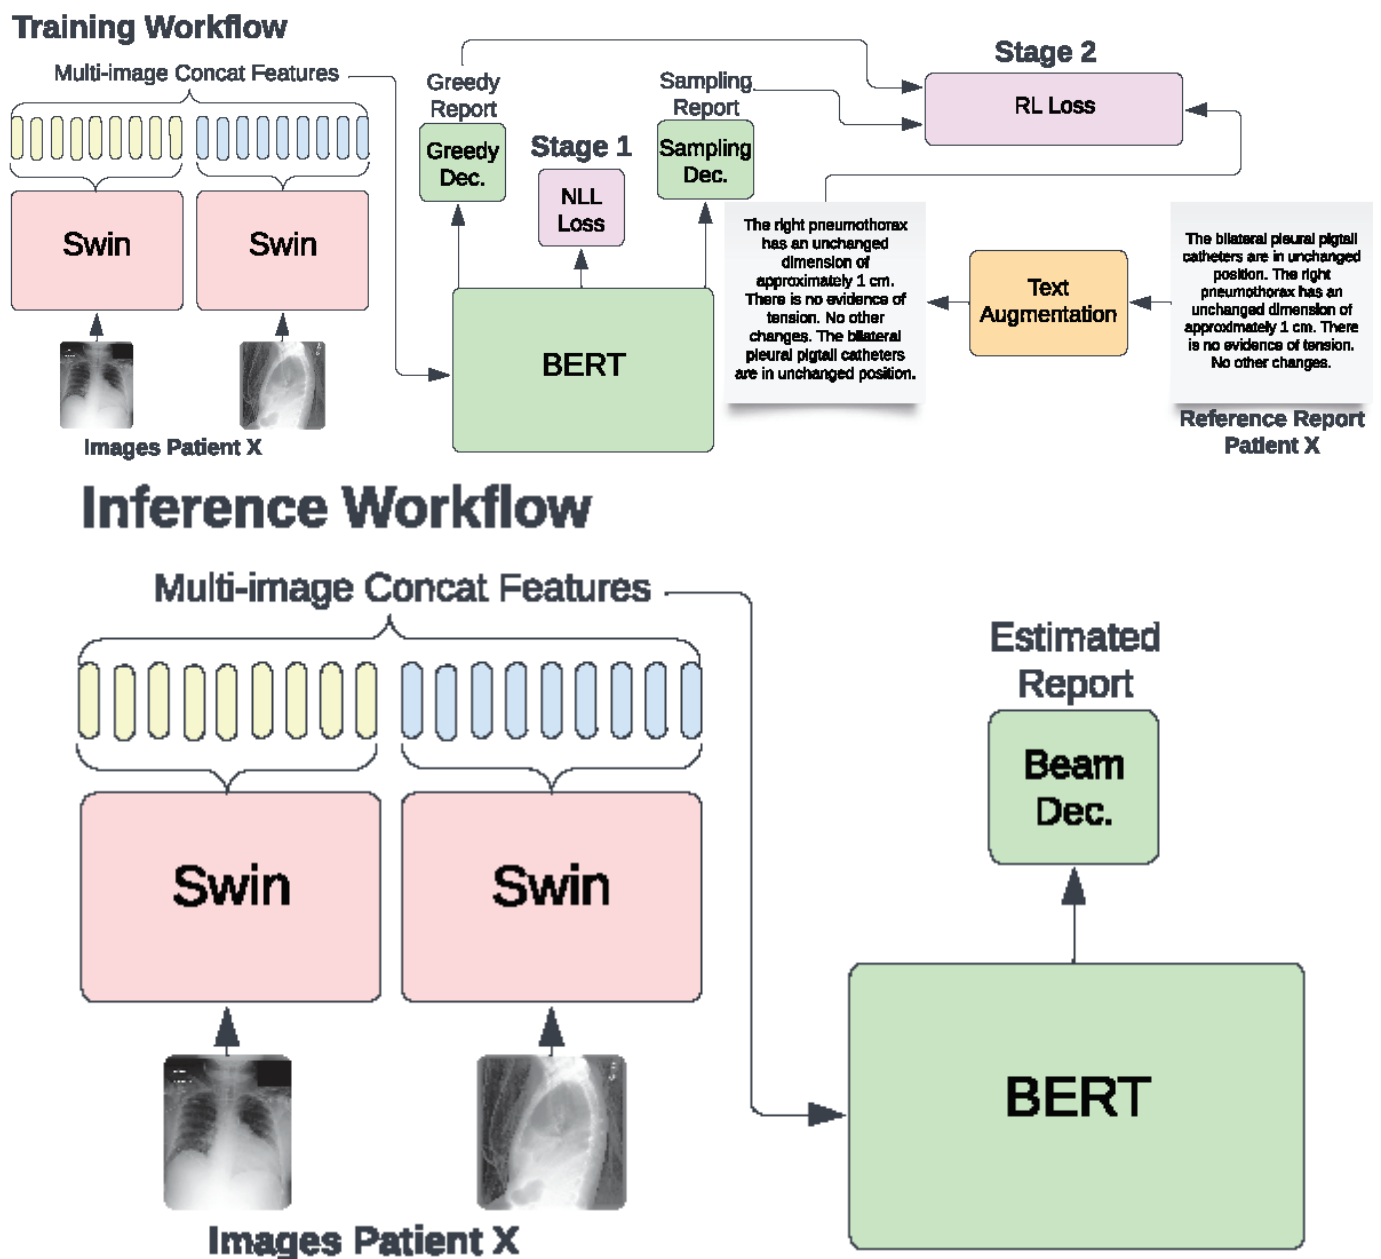 Training Workflow
Multi-image Concat Features
Swin
Swin
Images Patient X
Greedy
Report
Greedy
Dec.
Stage 1
NLL
Loss
Sampling
Report
Sampling
Dec.
BERT
Stage 2
RL Loss
The right pneumothorax
has an unchanged
dimension of
approximately 1 cm.
There is no evidence of
tension. No other
changes. The bilateral
pleural pigtail catheters
are in unchanged position.
Text
Augmentation
The bilateral pleural pigtail
catheters are in unchanged
position. The right
pneumothorax has an
unchanged dimension of
approximately 1 cm. There
is no evidence of tension.
No other changes.
Reference Report
Patient X
Inference Workflow
Multi-image Concat Features
Swin
Swin
Images Patient X
Estimated
Report
Beam
Dec.
BERT